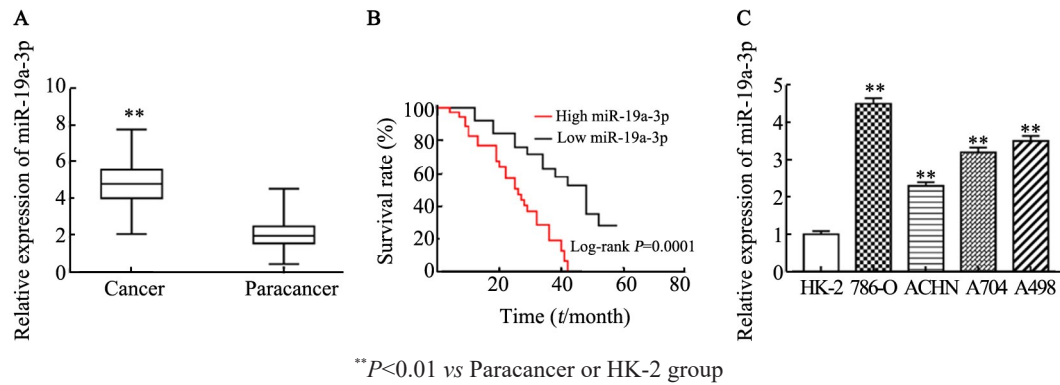 A
Relative expression of miR-19a-3p
10
8
6
4
2
0
**
Cancer Paracancer
B
Survival rate (%)
100
80
60
40
20
0
High miR-19a-3p
Low miR-19a-3p
Log-rank P=0.0001
20 40 60 80
Time (t/month)
C
Relative expression of miR-19a-3p
5
4
3
2
1
0
**
**
**
**
HK-2 786-O ACHN A704 A498
**P<0.01 vs Paracancer or HK-2 group